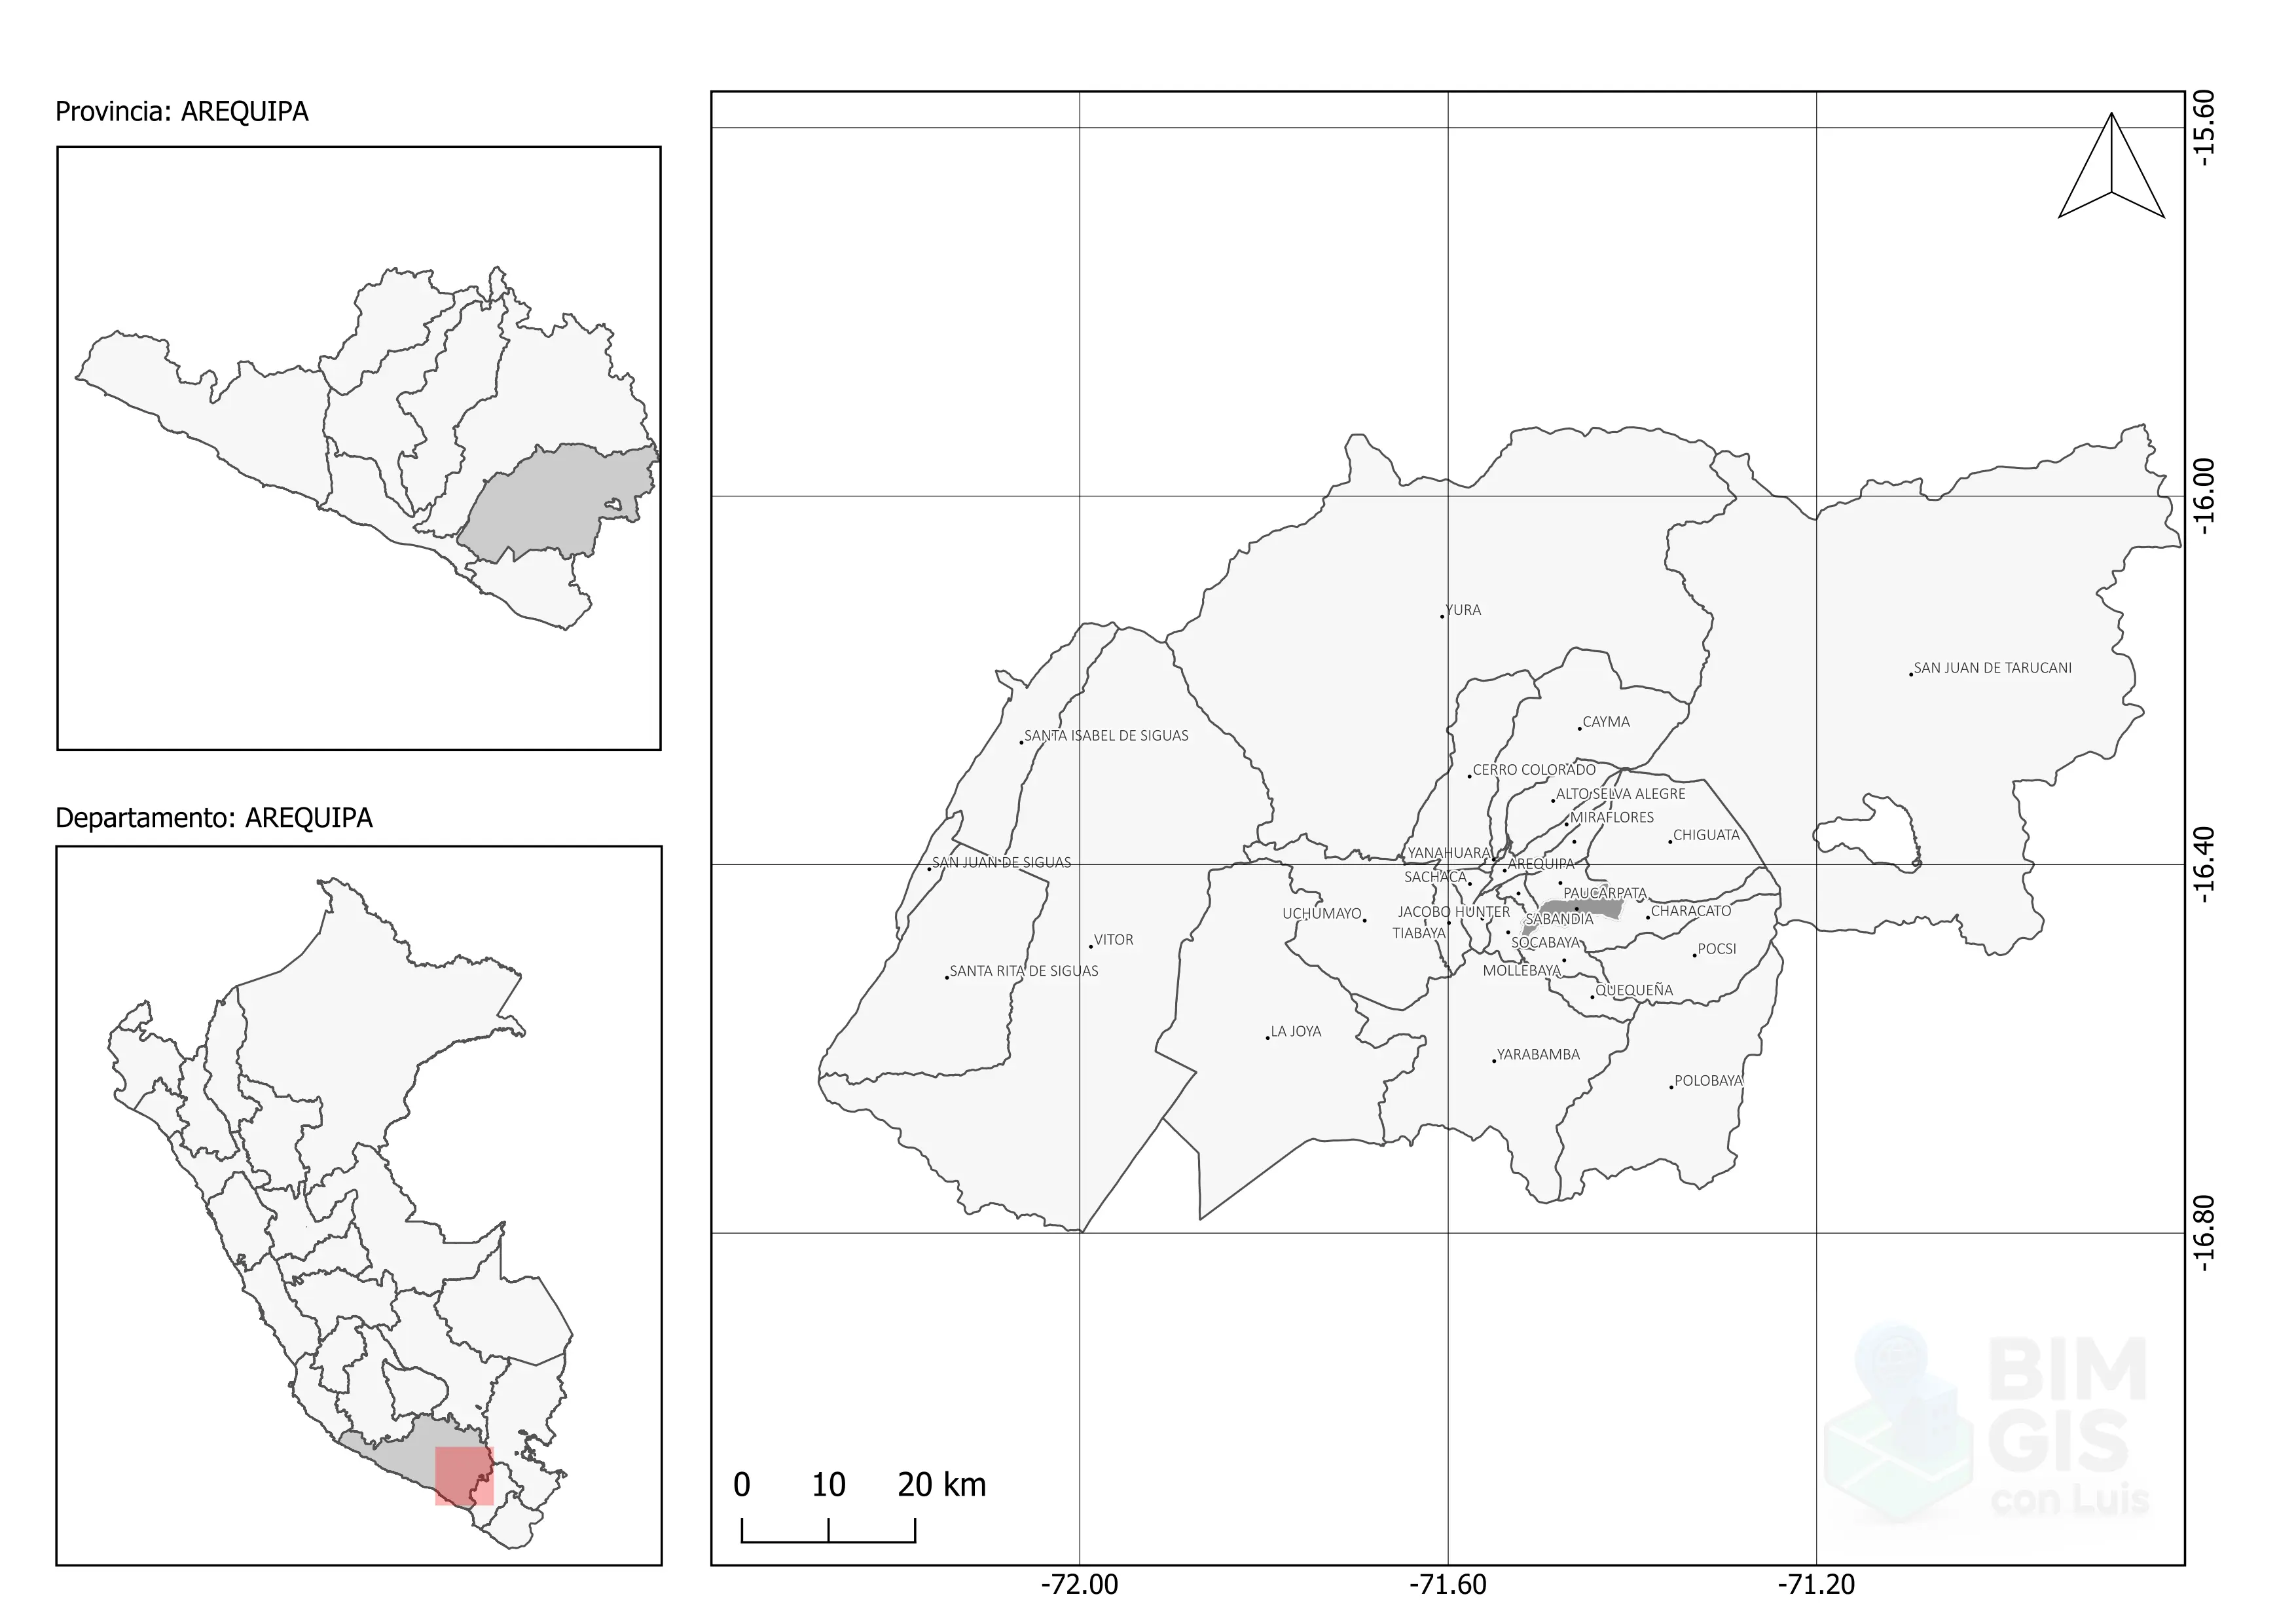 Provincia: AREQUIPA
Departamento: AREQUIPA
-15.60
-16.00
-16.40
-16.80
-72.00
-71.60
-71.20
YURA
SAN JUAN DE TARUCANI
CAYMA
SANTA ISABEL DE SIGUAS
CERRO COLORADO
ALTO SELVA ALEGRE
MIRAFLORES
CHIGUATA
YANAHUARA
AREQUIPA
SAN JUAN DE SIGUAS
SACHACA
PAUCARPATA
UCHUMAYO
JACOBO HUNTER
SABANDIA
CHARACATO
TIABAYA
SOCABAYA
VITOR
POCSI
SANTA RITA DE SIGUAS
MOLLEBAYA
QUEQUEÑA
LA JOYA
YARABAMBA
POLOBAYA
0 10 20 km
BIM
GIS
con Luis